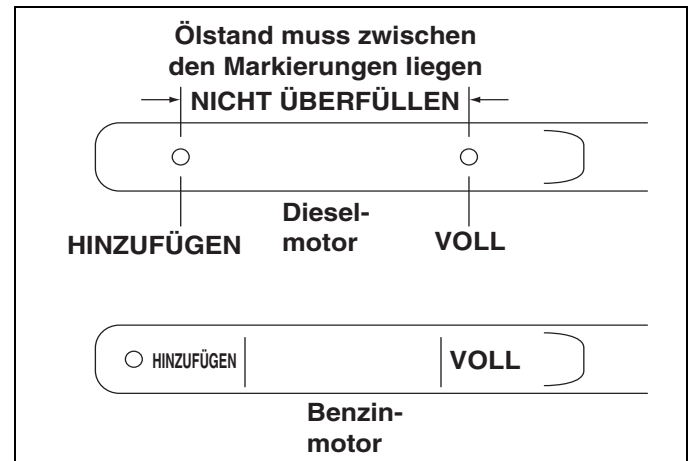 Ölstand muss zwischen
den Markierungen liegen
NICHT ÜBERFÜLLEN
Diesel-
motor
HINZUFÜGEN
VOLL
HINZUFÜGEN
VOLL
Benzin-
motor